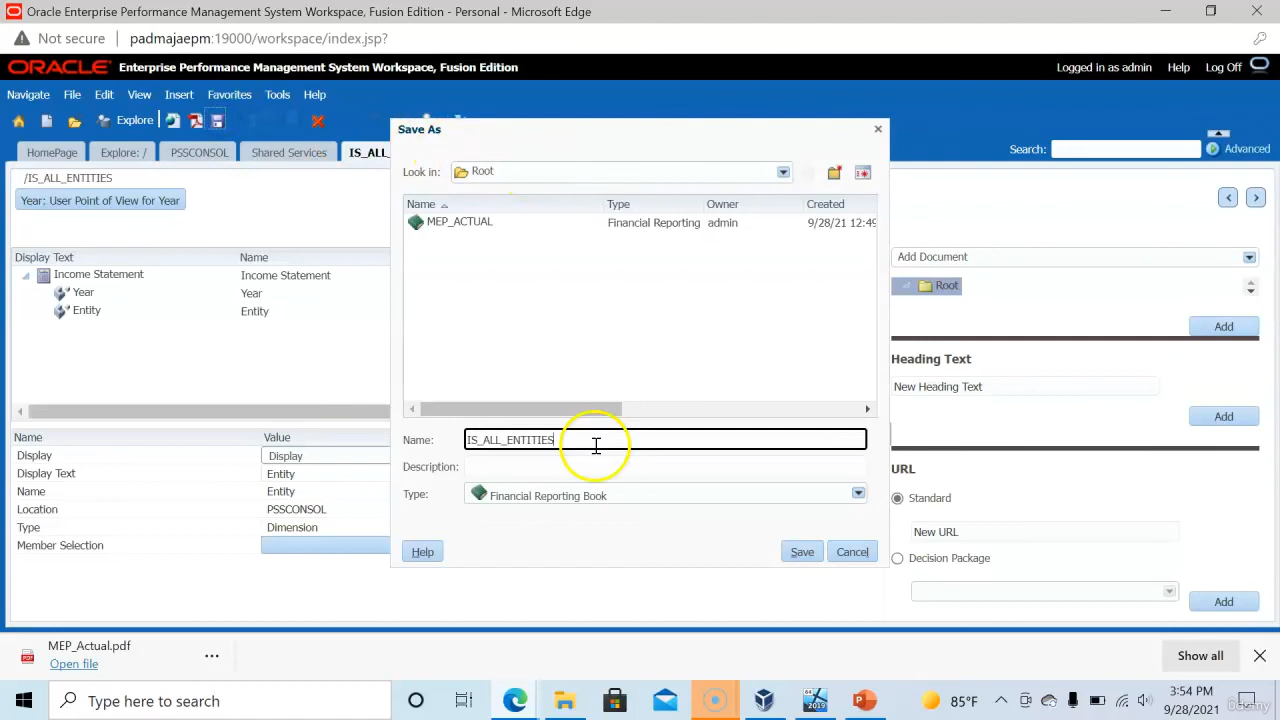 Oracle Enterprise Performance Management System Workspace, Fusion Edition - Personal - Microsoft Edge
Not secure
padmajaepm:19000/workspace/index.jsp?
ORACLE Enterprise Performance Management System Workspace, Fusion Edition
Logged in as admin Help Log Off
Navigate File Edit View Insert Favorites Tools Help
Explore
HomePage Explore: / PSSCONSOL Shared Services IS_ALL_
Search: Advanced
/IS_ALL_ENTITIES
Year: User Point of View for Year
Display Text Name
Income Statement Income Statement
Year Year
Entity Entity
Name Value
Display Display
Display Text Entity
Name Entity
Location PSSCONSOL
Type Dimension
Member Selection
Save As
Look in: Root
Name Type Owner Created
MEP_ACTUAL Financial Reporting admin 9/28/21 12:49
Name: IS_ALL_ENTITIES
Description:
Type: Financial Reporting Book
Help Save Cancel
Add Document
Root
Add
Heading Text
New Heading Text
Add
URL
Standard
New URL
Decision Package
Add
MEP_Actual.pdf
Open file
Show all
Type here to search
2019
85°F
3:54 PM
9/28/2021
Udemy